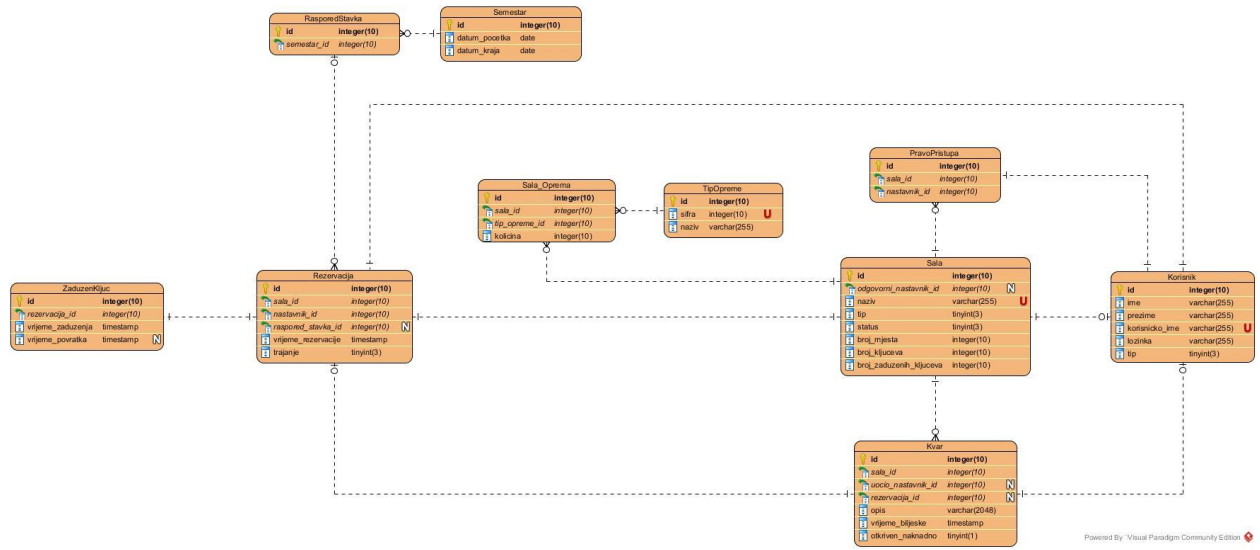 RasporedStavka
id integer(10)
semestar_id integer(10)
Semestar
id integer(10)
datum_pocetka date
datum_kraja date
PravoPristupa
id integer(10)
sala_id integer(10)
nastavnik_id integer(10)
Sala_Oprema
id integer(10)
sala_id integer(10)
tip_opreme_id integer(10)
kolicina integer(10)
TipOpreme
id integer(10)
sifra integer(10) U
naziv varchar(255)
ZaduzenKljuc
id integer(10)
rezervacija_id integer(10)
vrijeme_zaduzenja timestamp
vrijeme_povratka timestamp N
Rezervacija
id integer(10)
sala_id integer(10)
nastavnik_id integer(10)
raspored_stavka_id integer(10) N
vrijeme_rezervacije timestamp
trajanje tinyint(3)
Sala
id integer(10)
odgovorni_nastavnik_id integer(10) N
naziv varchar(255) U
tip tinyint(3)
status tinyint(3)
broj_mjesta integer(10)
broj_kljuceva integer(10)
broj_zaduzenih_kljuceva integer(10)
Korisnik
id integer(10)
ime varchar(255)
prezime varchar(255)
korisnicko_ime varchar(255) U
lozinka varchar(255)
tip tinyint(3)
Kvar
id integer(10)
sala_id integer(10)
uocio_nastavnik_id integer(10) N
rezervacija_id integer(10) N
opis varchar(2048)
vrijeme_biljeske timestamp
otkriven_naknadno tinyint(1)
Powered By Visual Paradigm Community Edition